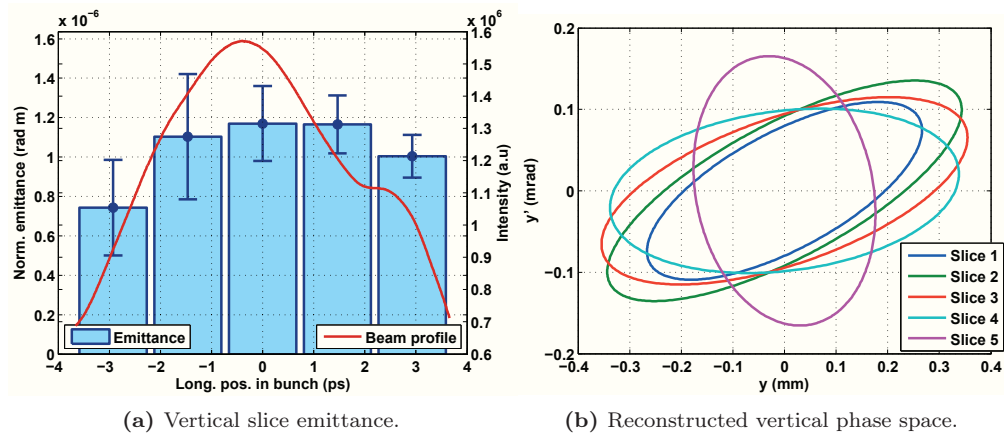 x 10⁻⁶
x 10⁶
1.6
1.4
1.2
1
0.8
0.6
0.4
0.2
0
Norm. emittance (rad m)
−4
−3
−2
−1
0
1
2
3
4
Long. pos. in bunch (ps)
1.6
1.5
1.4
1.3
1.2
1.1
1
0.9
0.8
0.7
0.6
Intensity (a.u)
Emittance
Beam profile
(a) Vertical slice emittance.
0.2
0.1
0
−0.1
−0.2
y' (mrad)
−0.4
−0.3
−0.2
−0.1
0
0.1
0.2
0.3
0.4
y (mm)
Slice 1
Slice 2
Slice 3
Slice 4
Slice 5
(b) Reconstructed vertical phase space.